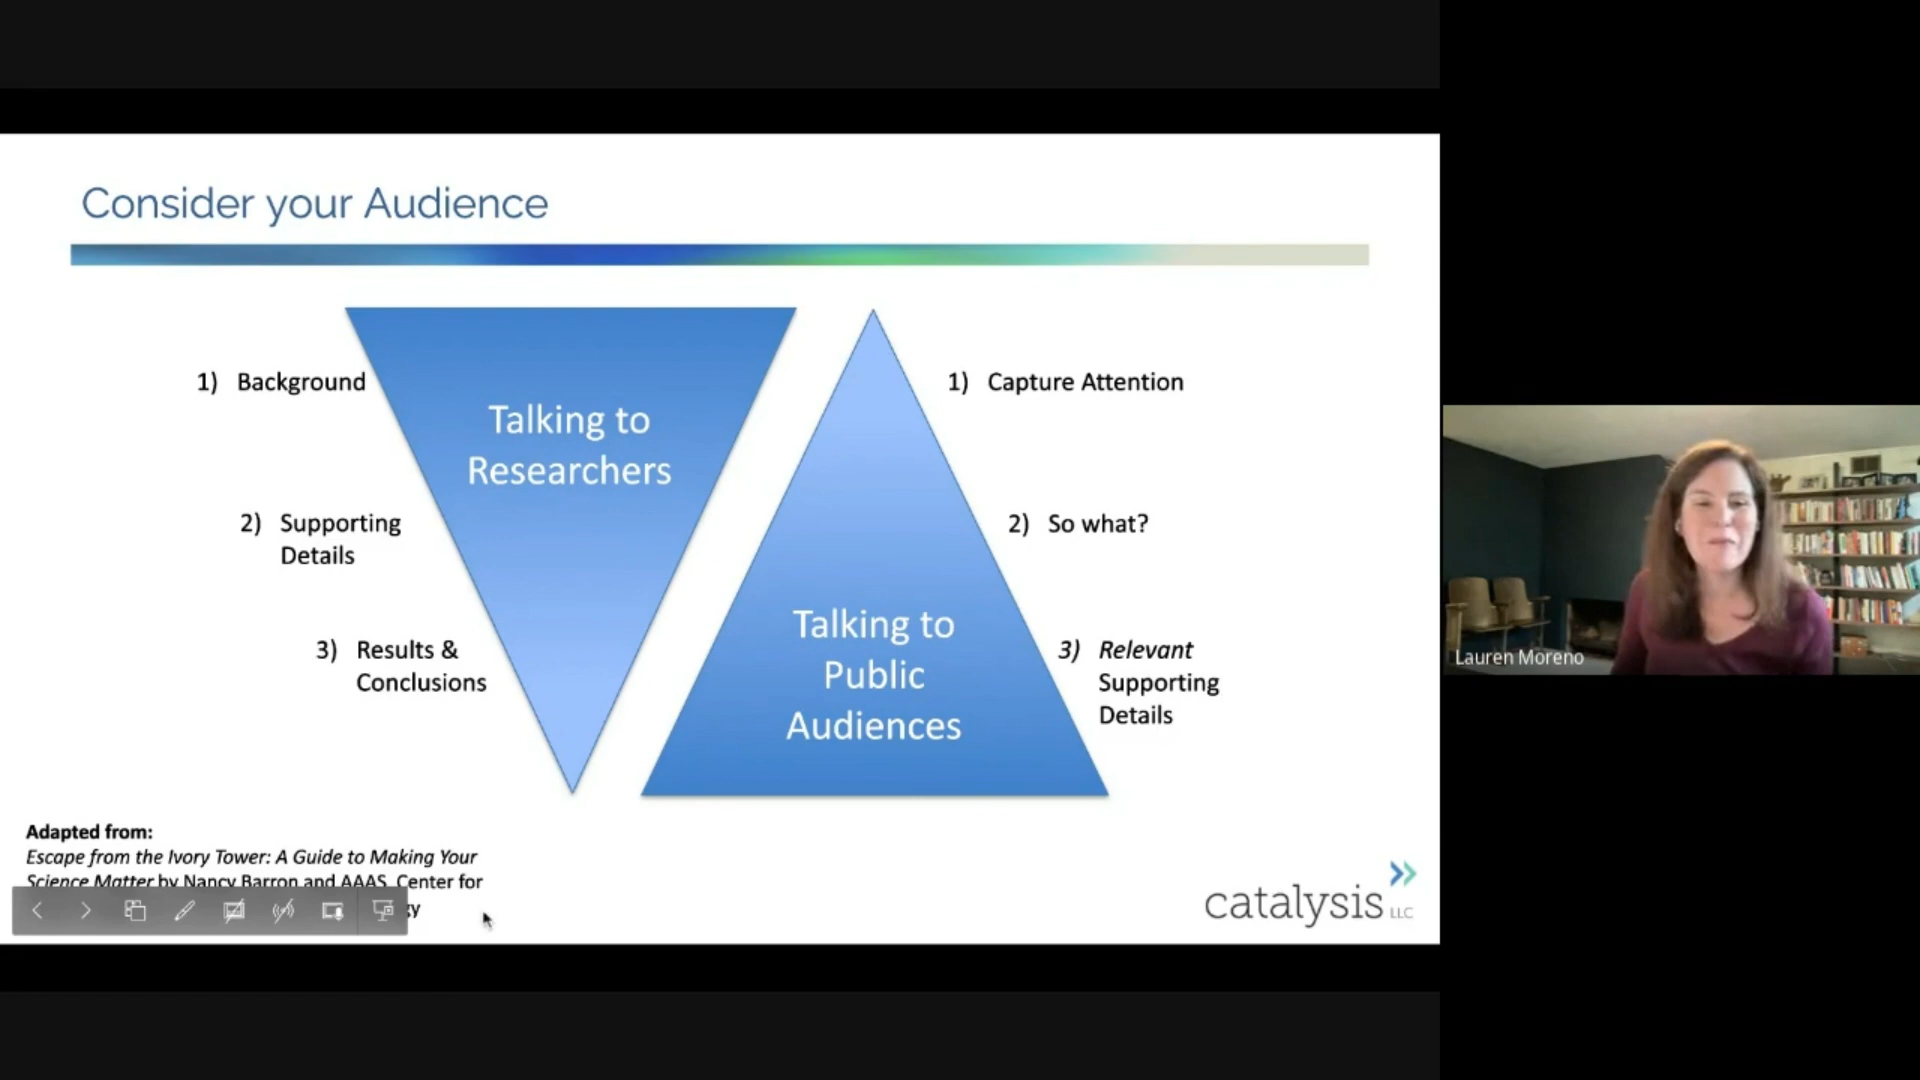 Consider your Audience
1) Background
2) Supporting
Details
3) Results &
Conclusions
Talking to
Researchers
Talking to
Public
Audiences
1) Capture Attention
2) So what?
3) Relevant
Supporting
Details
Adapted from:
Escape from the Ivory Tower: A Guide to Making Your
Science Matter by Nancy Barron and AAAS, Center for
catalysis LLC
Lauren Moreno